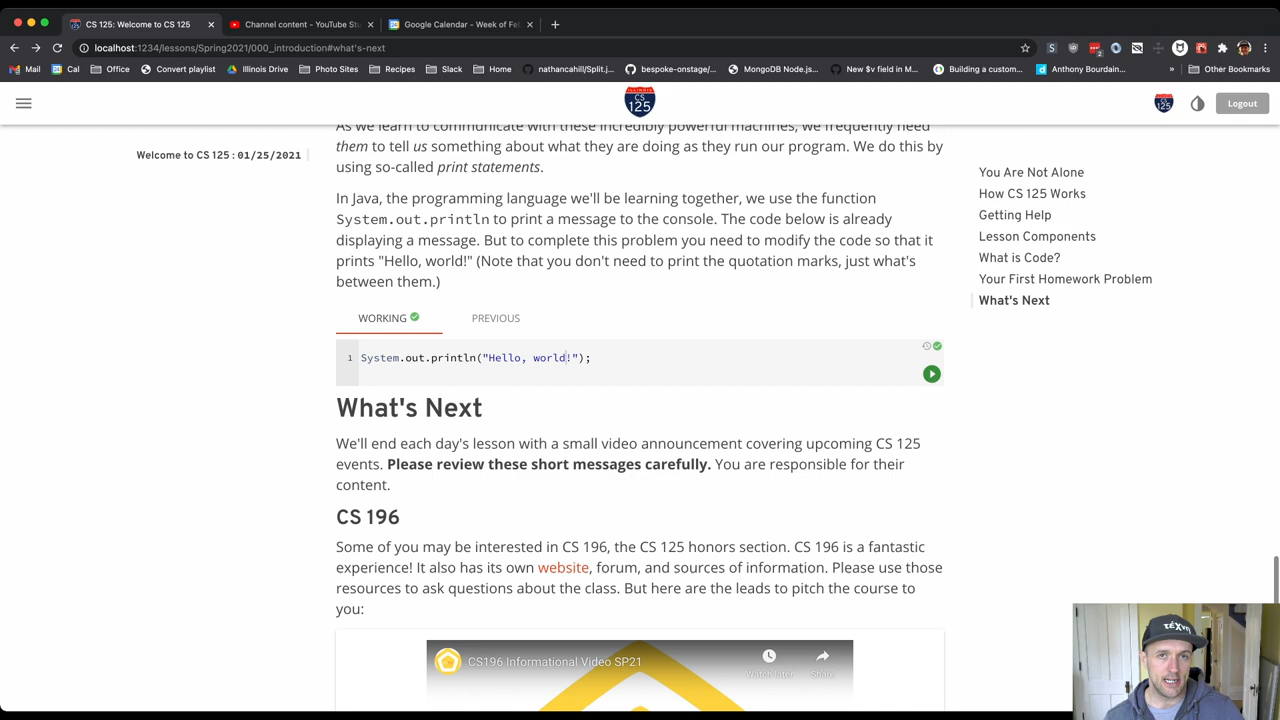 CS 125: Welcome to CS 125
Channel content - YouTube Stu
Google Calendar - Week of Feb
localhost:1234/lessons/Spring2021/000_introduction#what's-next
Mail
Cal
Office
Convert playlist
Illinois Drive
Photo Sites
Recipes
Slack
Home
nathancahill/Split.j...
bespoke-onstage/...
MongoDB Node.js...
New $v field in M...
Building a custom...
Anthony Bourdain...
»
Other Bookmarks
ILLINOIS
CS
125
Logout
Welcome to CS 125 : 01/25/2021
As we learn to communicate with these incredibly powerful machines, we frequently need
them to tell us something about what they are doing as they run our program. We do this by
using so-called print statements.
In Java, the programming language we'll be learning together, we use the function
System.out.println to print a message to the console. The code below is already
displaying a message. But to complete this problem you need to modify the code so that it
prints "Hello, world!" (Note that you don't need to print the quotation marks, just what's
between them.)
WORKING
PREVIOUS
1 System.out.println("Hello, world!");
What's Next
We'll end each day's lesson with a small video announcement covering upcoming CS 125
events. Please review these short messages carefully. You are responsible for their
content.
CS 196
Some of you may be interested in CS 196, the CS 125 honors section. CS 196 is a fantastic
experience! It also has its own website, forum, and sources of information. Please use those
resources to ask questions about the class. But here are the leads to pitch the course to
you:
CS196 Informational Video SP21
Watch later
Share
You Are Not Alone
How CS 125 Works
Getting Help
Lesson Components
What is Code?
Your First Homework Problem
What's Next